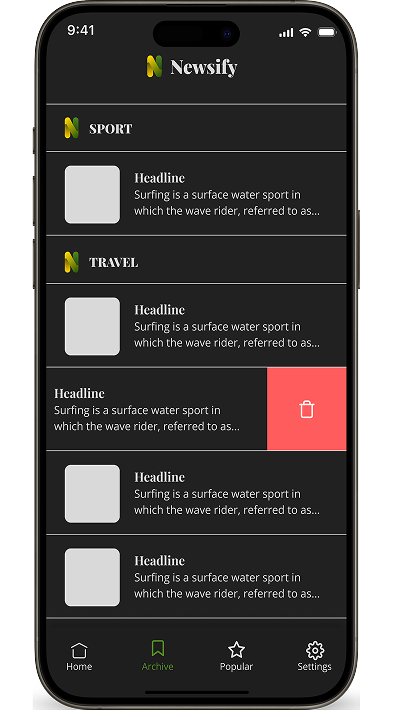 9:41
Newsify
SPORT
Headline
Surfing is a surface water sport in
which the wave rider, referred to as...
TRAVEL
Headline
Surfing is a surface water sport in
which the wave rider, referred to as...
Headline
Surfing is a surface water sport in
which the wave rider, referred to as...
Headline
Surfing is a surface water sport in
which the wave rider, referred to as...
Headline
Surfing is a surface water sport in
which the wave rider, referred to as...
Home Archive Popular Settings